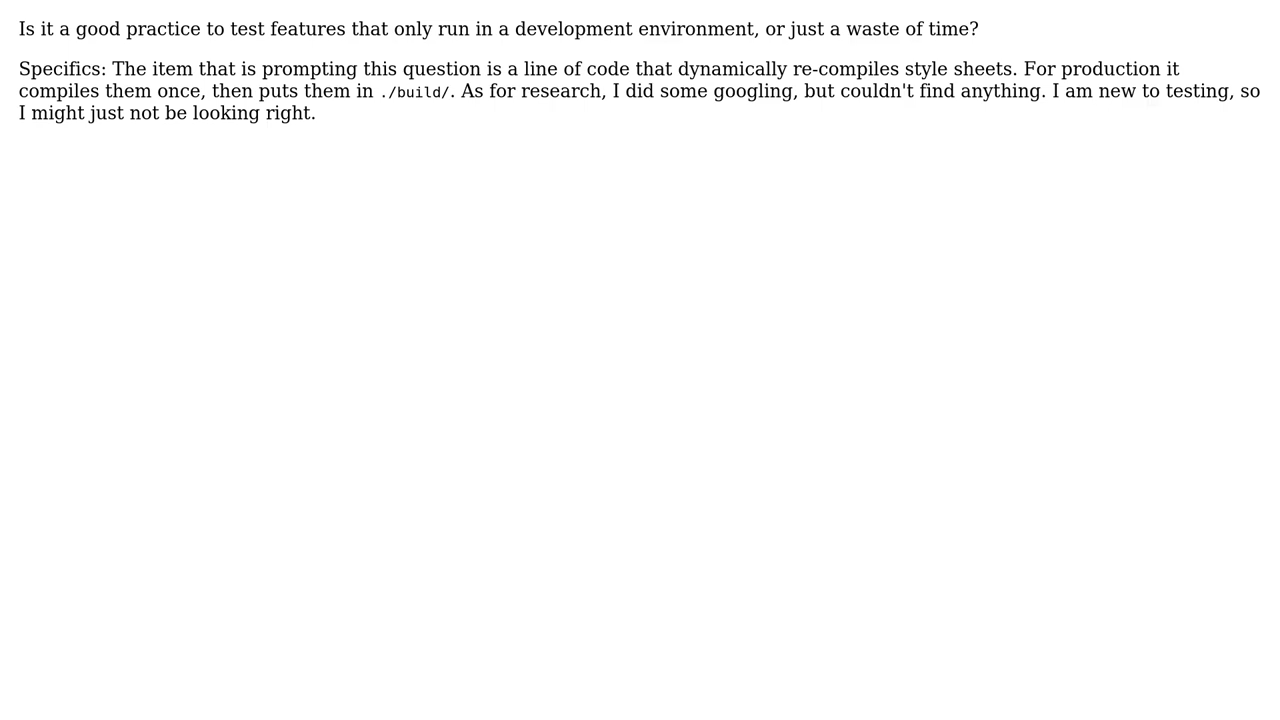 Is it a good practice to test features that only run in a development environment, or just a waste of time?
Specifics: The item that is prompting this question is a line of code that dynamically re-compiles style sheets. For production it
compiles them once, then puts them in ./build/. As for research, I did some googling, but couldn't find anything. I am new to testing, so
I might just not be looking right.